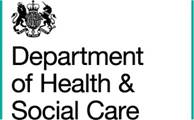 Department
of Health &
Social Care